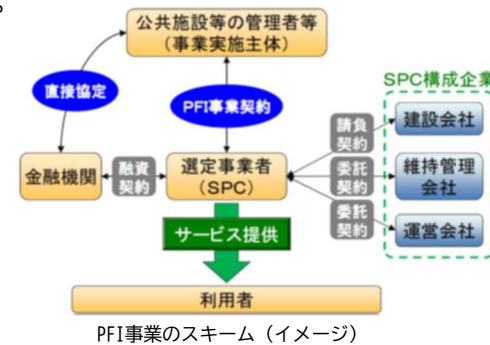 。
公共施設等の管理者等
（事業実施主体）
直接協定
PFI事業契約
SPC構成企業
請負
契約
建設会社
金融機関
融資
契約
選定事業者
（SPC）
委託
契約
維持管理
会社
委託
契約
運営会社
サービス提供
利用者
PFI事業のスキーム（イメージ）